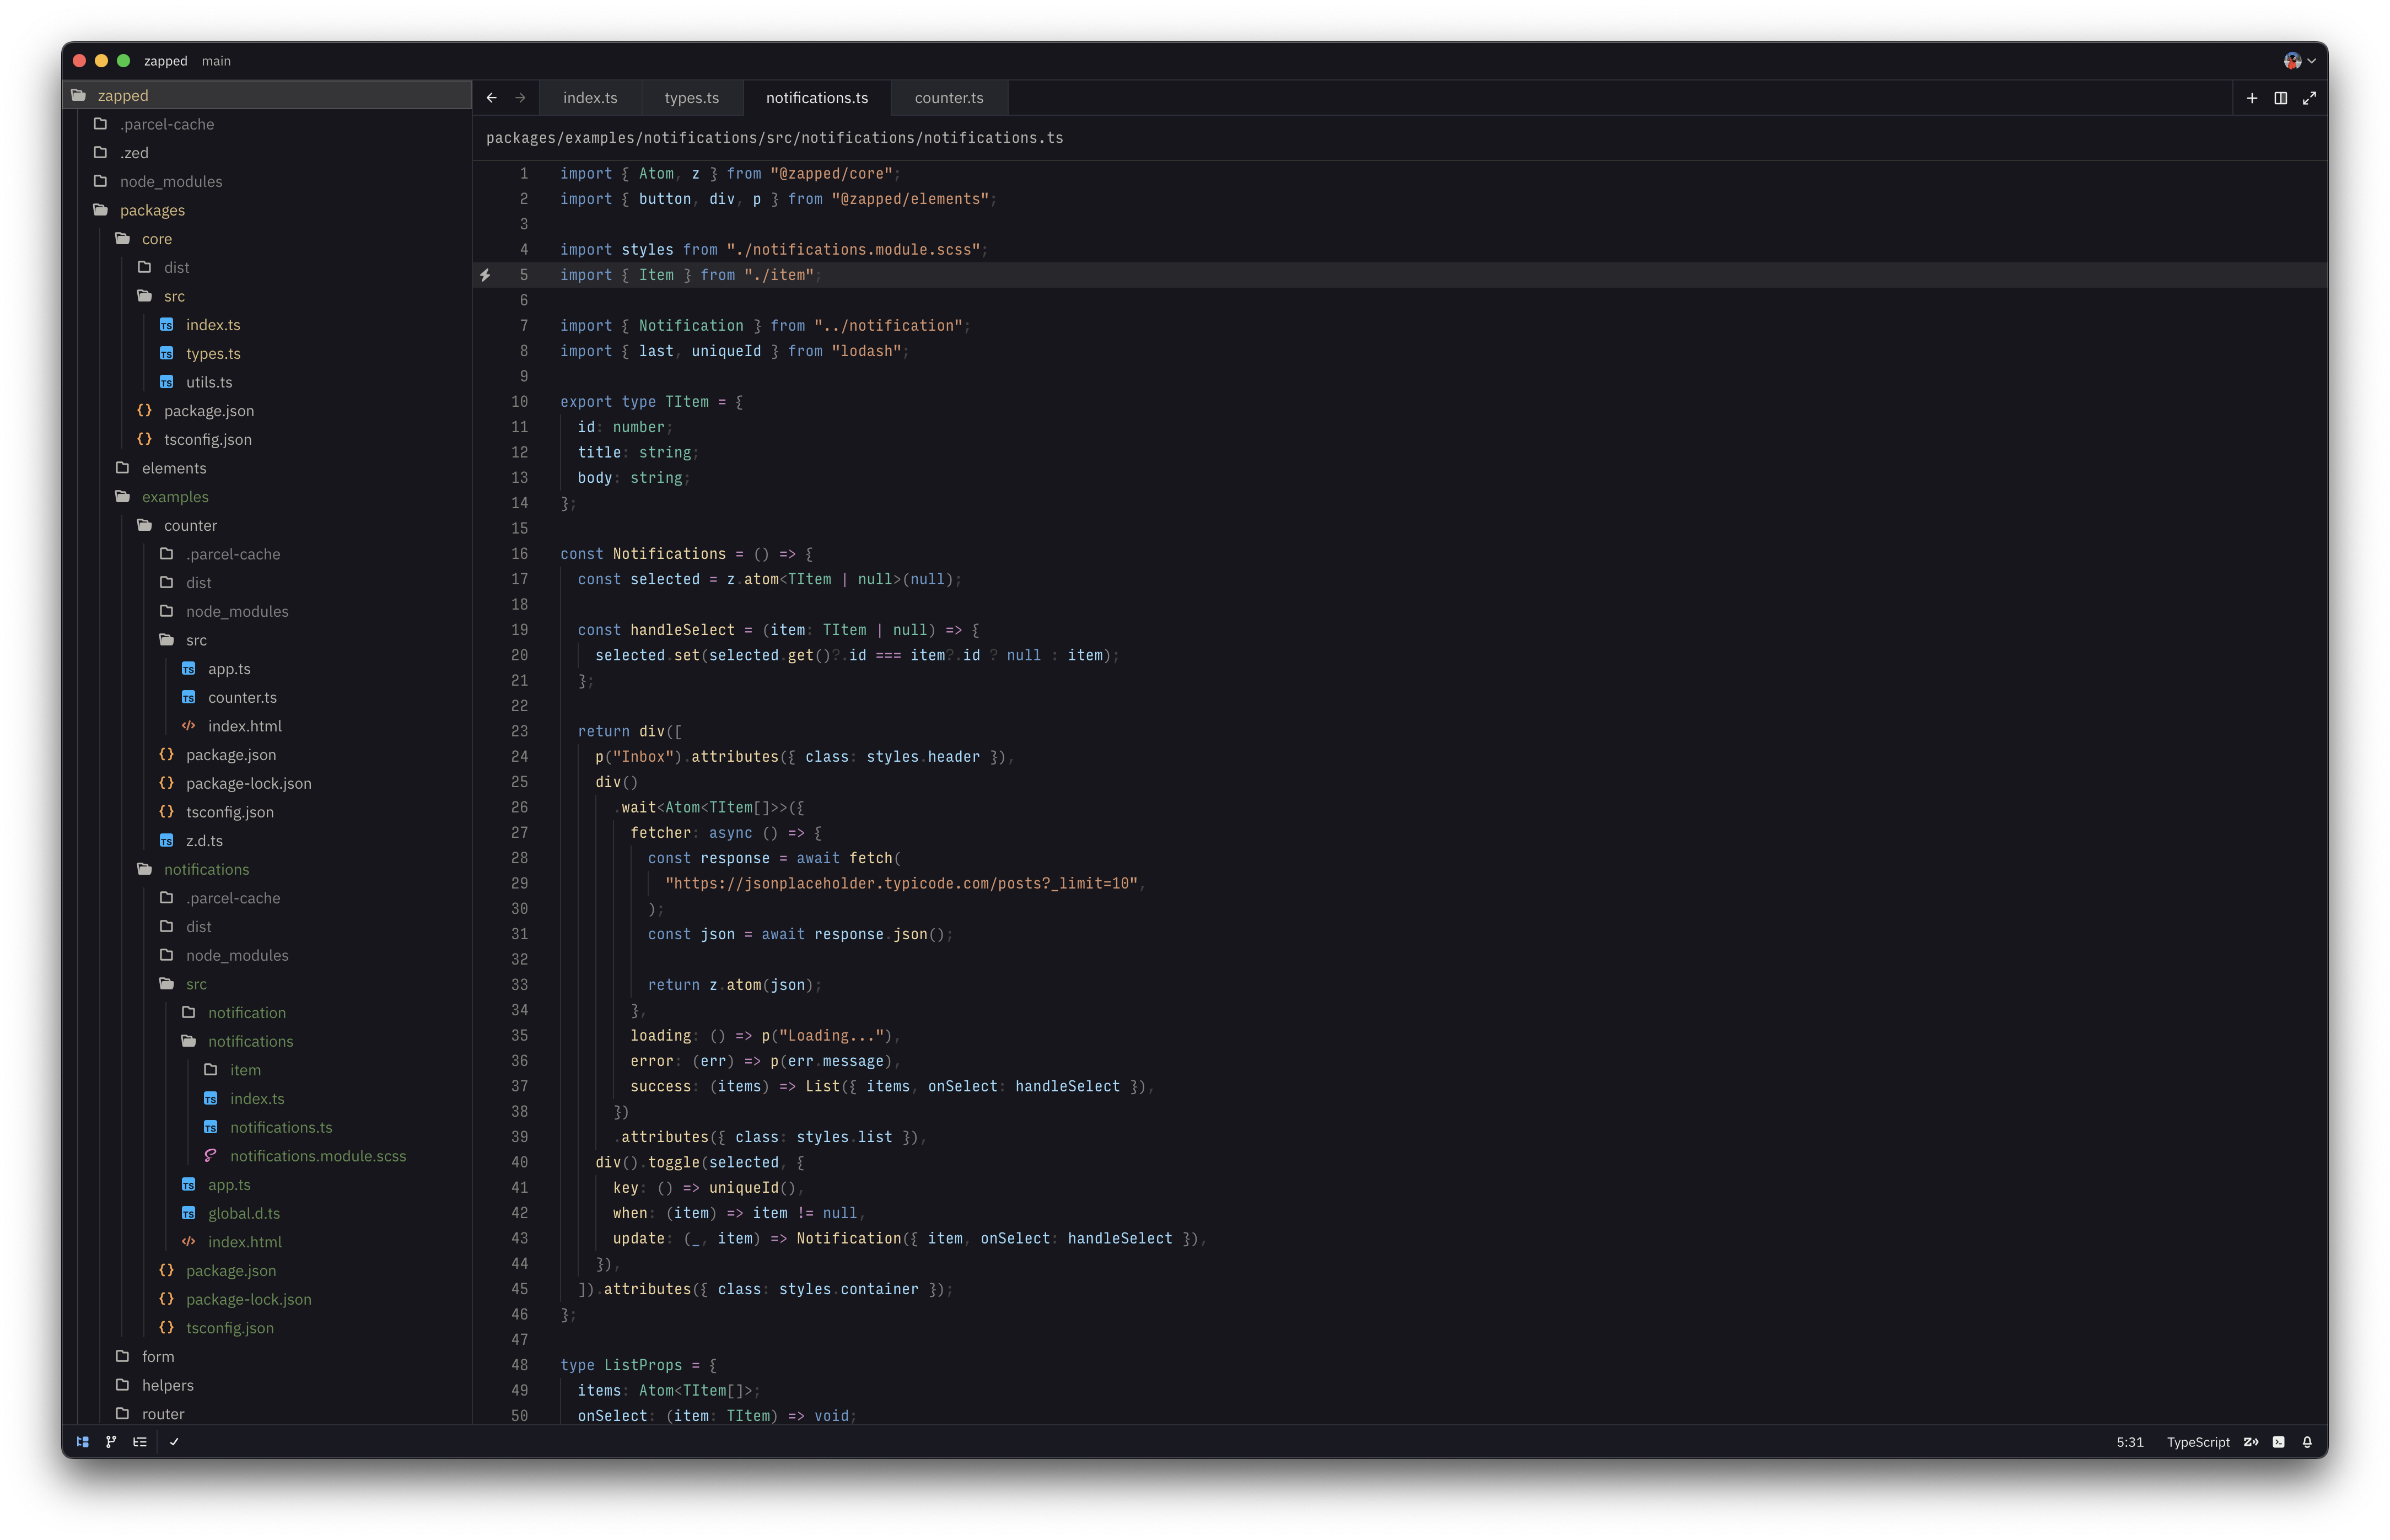 zapped main
zapped
.parcel-cache
.zed
node_modules
packages
core
dist
src
index.ts
types.ts
utils.ts
package.json
tsconfig.json
elements
examples
counter
.parcel-cache
dist
node_modules
src
app.ts
counter.ts
index.html
package.json
package-lock.json
tsconfig.json
z.d.ts
notifications
.parcel-cache
dist
node_modules
src
notification
notifications
item
index.ts
notifications.ts
notifications.module.scss
app.ts
global.d.ts
index.html
package.json
package-lock.json
tsconfig.json
form
helpers
router
index.ts types.ts notifications.ts counter.ts
packages/examples/notifications/src/notifications/notifications.ts
1 import { Atom, z } from "@zapped/core";
2 import { button, div, p } from "@zapped/elements";
3
4 import styles from "./notifications.module.scss";
5 import { Item } from "./item";
6
7 import { Notification } from "../notification";
8 import { last, uniqueId } from "lodash";
9
10 export type TItem = {
11   id: number;
12   title: string;
13   body: string;
14 };
15
16 const Notifications = () => {
17   const selected = z.atom<TItem | null>(null);
18
19   const handleSelect = (item: TItem | null) => {
20     selected.set(selected.get()?.id === item?.id ? null : item);
21   };
22
23   return div([
24     p("Inbox").attributes({ class: styles.header }),
25     div()
26       .wait<Atom<TItem[]>>({
27         fetcher: async () => {
28           const response = await fetch(
29             "https://jsonplaceholder.typicode.com/posts?_limit=10",
30           );
31           const json = await response.json();
32
33           return z.atom(json);
34         },
35         loading: () => p("Loading..."),
36         error: (err) => p(err.message),
37         success: (items) => List({ items, onSelect: handleSelect }),
38       })
39       .attributes({ class: styles.list }),
40     div().toggle(selected, {
41       key: () => uniqueId(),
42       when: (item) => item != null,
43       update: (_, item) => Notification({ item, onSelect: handleSelect }),
44     }),
45   ]).attributes({ class: styles.container });
46 };
47
48 type ListProps = {
49   items: Atom<TItem[]>;
50   onSelect: (item: TItem) => void;
5:31 TypeScript